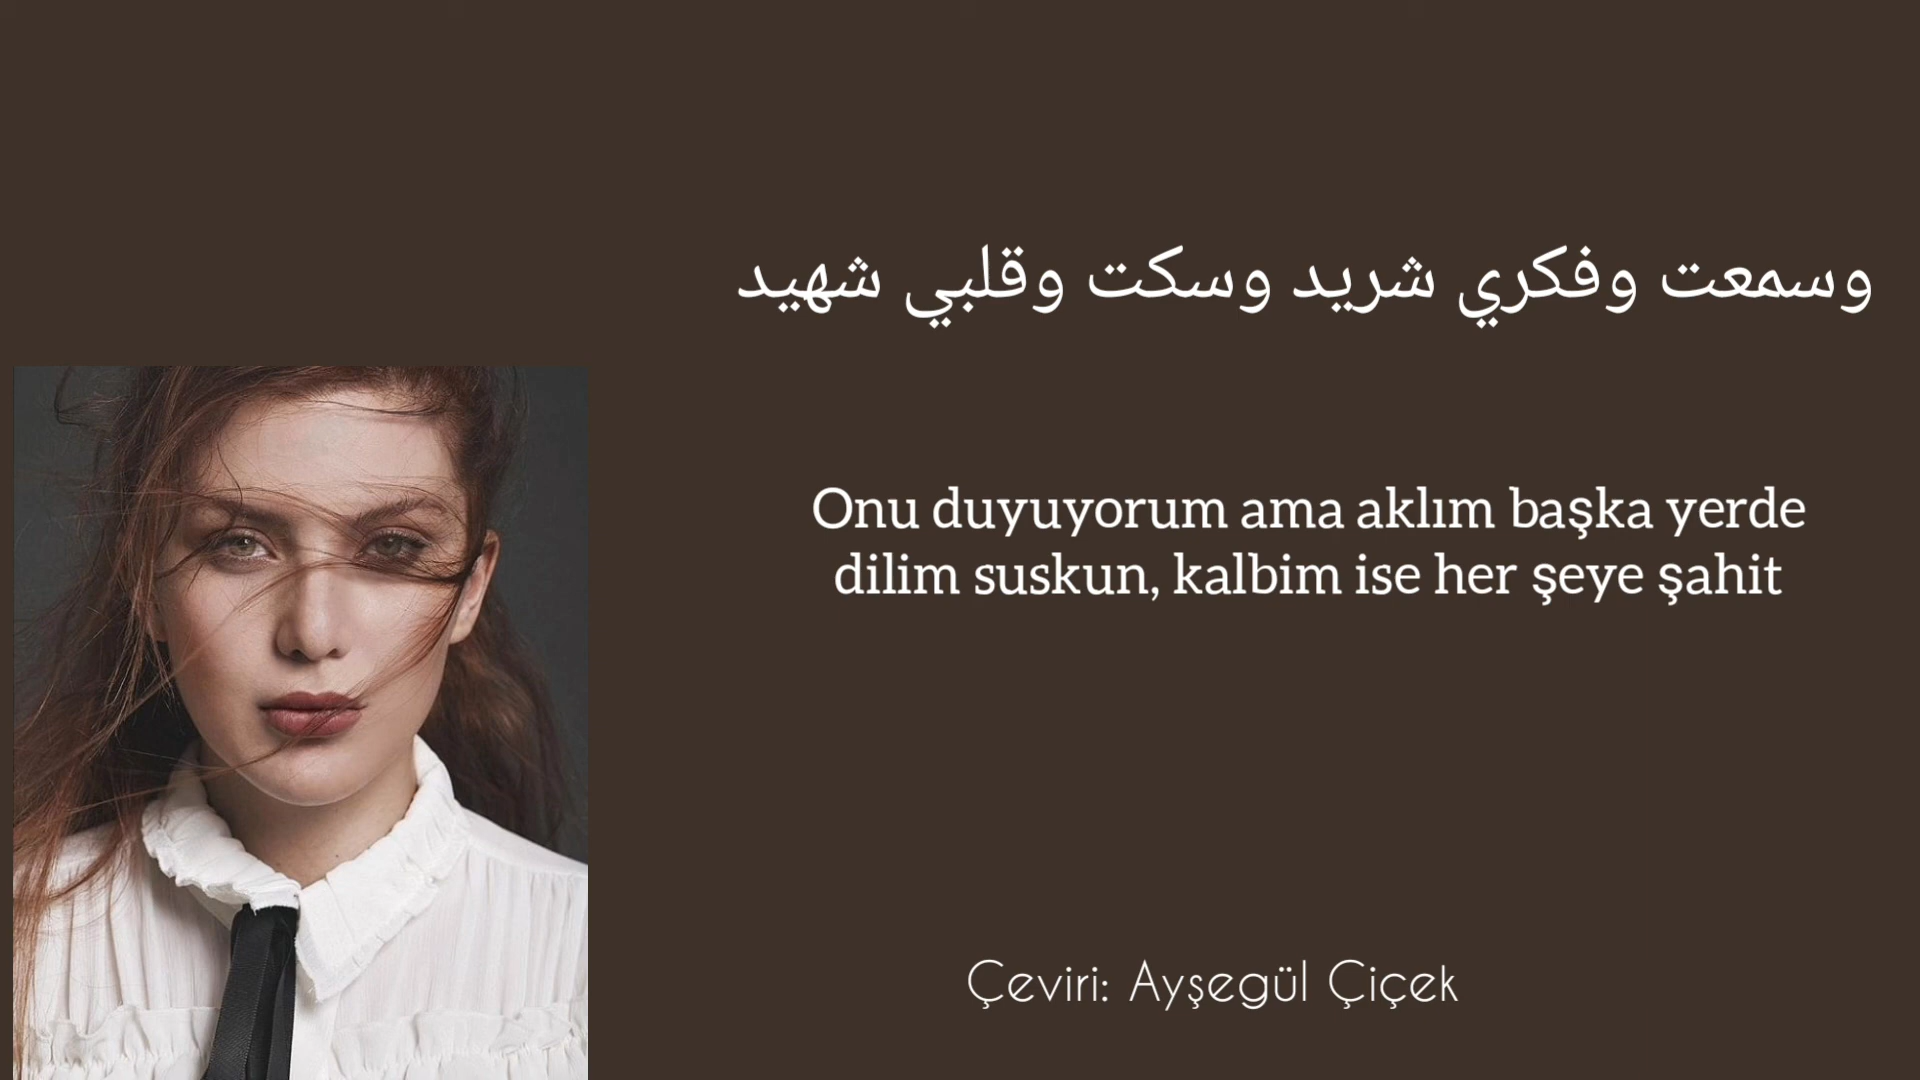 وسمعت وفكري شريد وسكت وقلبي شهيد
Onu duyuyorum ama aklım başka yerde
dilim suskun, kalbim ise her şeye şahit
Çeviri: Ayşegül Çiçek